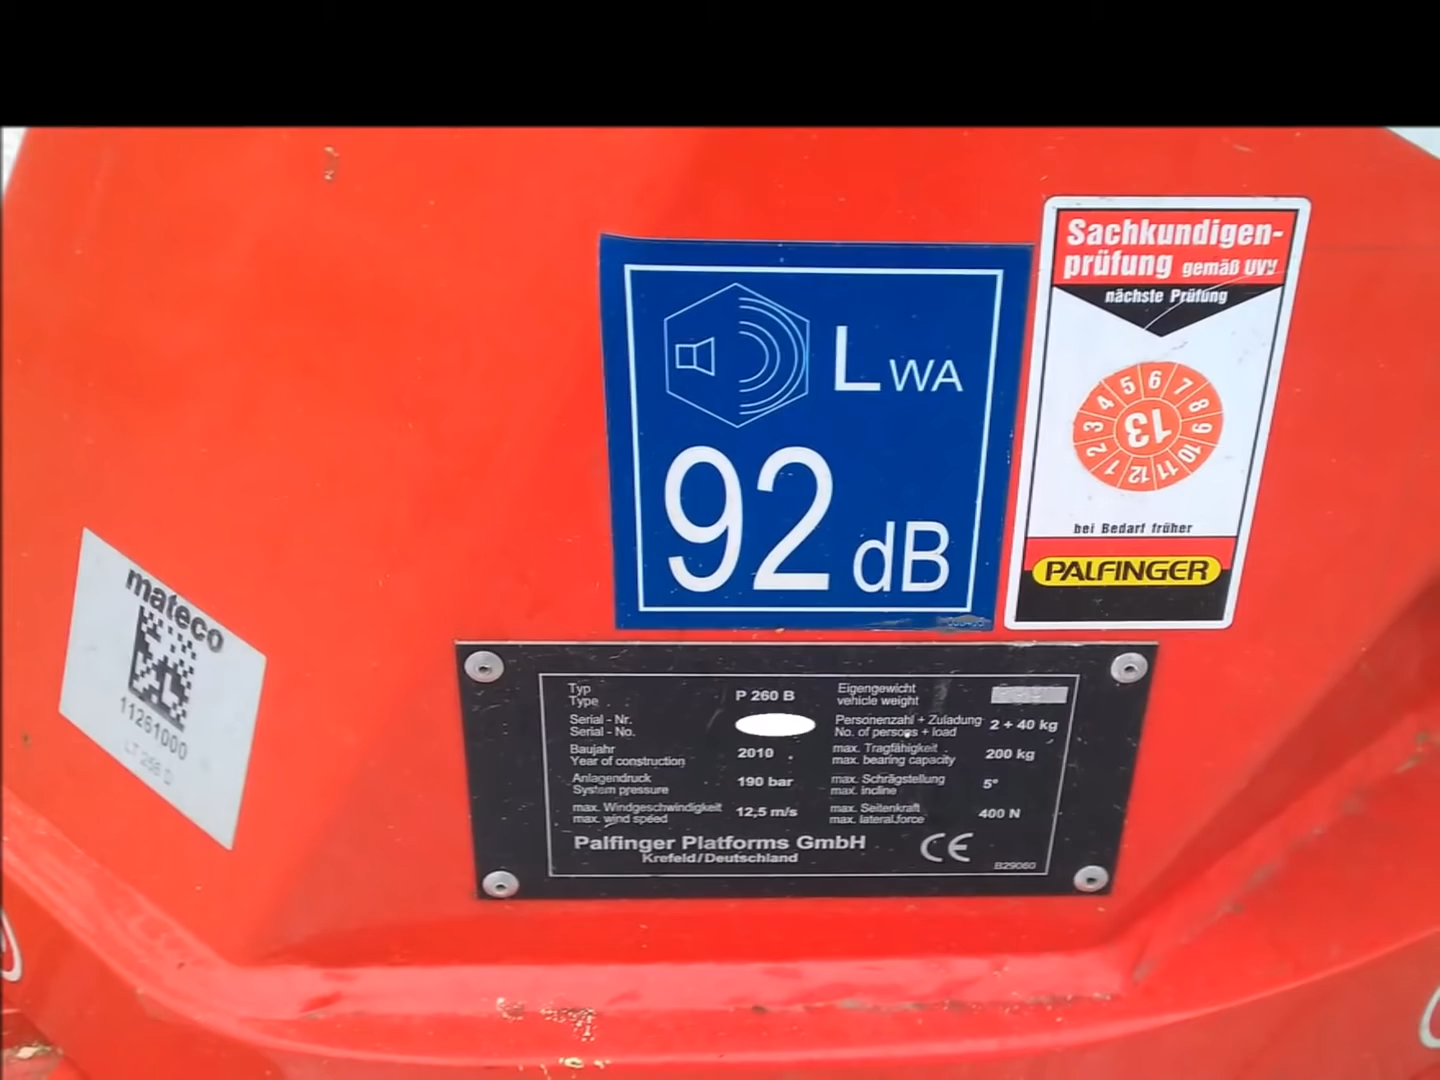 Sachkundigen-
prüfung gemäß UVV
nächste Prüfung
1 2 3 4 5 6 7 8 9 10 11 12
13
bei Bedarf früher
PALFINGER
LWA
92 dB
mateco
11261000
Typ
Type
P 260 B
Eigengewicht
vehicle weight
Serial - Nr.
Serial - No.
Personenzahl + Zuladung
No. of persons + load
2 + 40 kg
Baujahr
Year of construction
2010
max. Tragfähigkeit
max. bearing capacity
200 kg
Anlagendruck
System pressure
190 bar
max. Schrägstellung
max. incline
5°
max. Windgeschwindigkeit
max. wind speed
12,5 m/s
max. Seitenkraft
max. lateral force
400 N
Palfinger Platforms GmbH
Krefeld/Deutschland
CE
B29060